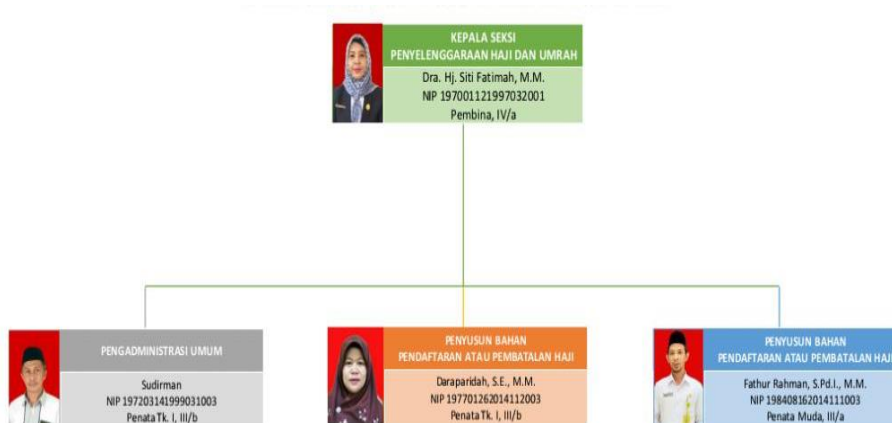 KEPALA SEKSI
PENYELENGGARAAN HAJI DAN UMRAH
Dra. Hj. Siti Fatimah, M.M.
NIP 197001121997032001
Pembina, IV/a
PENGADMINISTRASI UMUM
Sudirman
NIP 197203141999031003
Penata Tk. I, III/b
PENYUSUN BAHAN
PENDAFTARAN ATAU PEMBATALAN HAJI
Daraparidah, S.E., M.M.
NIP 197701262014112003
Penata Tk. I, III/b
PENYUSUN BAHAN
PENDAFTARAN ATAU PEMBATALAN HAJI
Fathur Rahman, S.Pd.I., M.M.
NIP 198408162014111003
Penata Muda, III/a